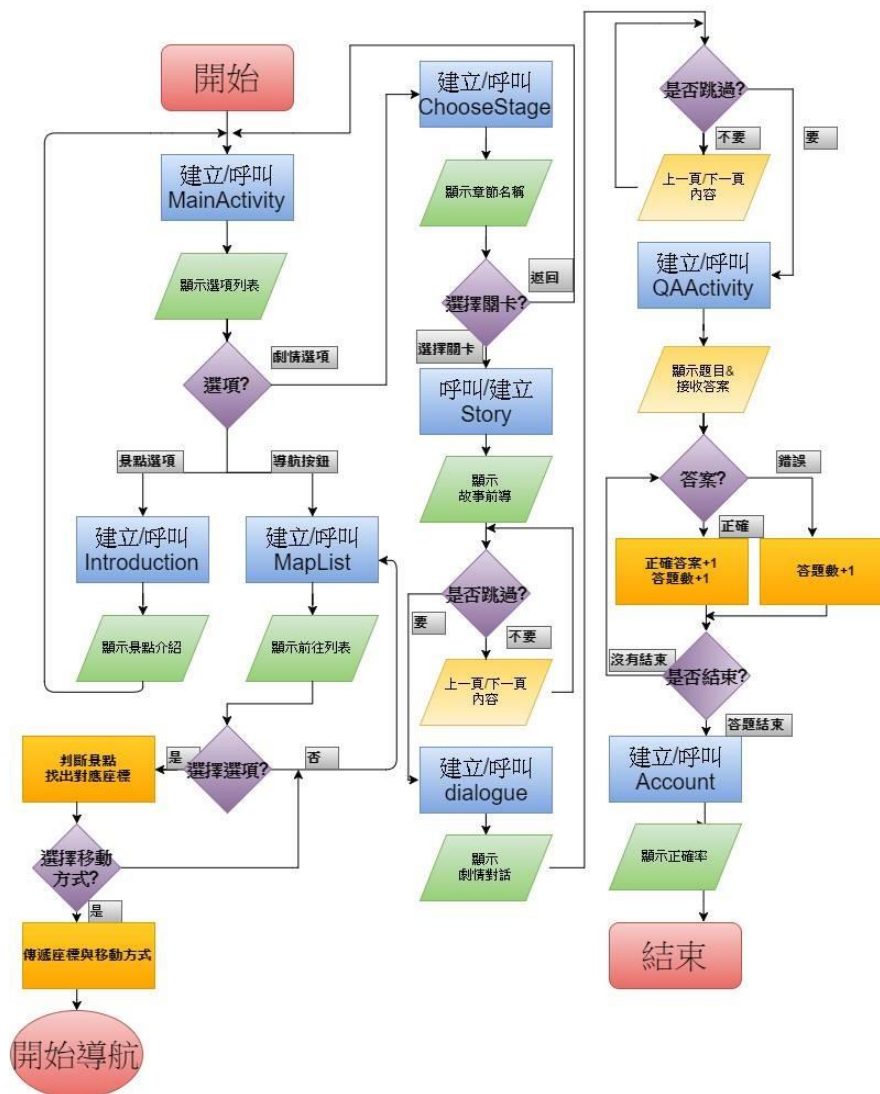 開始
建立/呼叫
MainActivity
顯示選項列表
選項?
劇情選項
景點選項
導航按鈕
建立/呼叫
Introduction
顯示景點介紹
建立/呼叫
MapList
顯示前往列表
選擇選項?
是
否
判斷景點
找出對應座標
選擇移動
方式?
是
傳遞座標與移動方式
開始導航
建立/呼叫
ChooseStage
顯示章節名稱
選擇關卡?
返回
選擇關卡
呼叫/建立
Story
顯示
故事前導
是否跳過?
要
不要
上一頁/下一頁
內容
建立/呼叫
dialogue
顯示
劇情對話
是否跳過?
不要
要
上一頁/下一頁
內容
建立/呼叫
QAActivity
顯示題目&
接收答案
答案?
錯誤
正確
正確答案+1
答題數+1
答題數+1
沒有結束
是否結束?
答題結束
建立/呼叫
Account
顯示正確率
結束